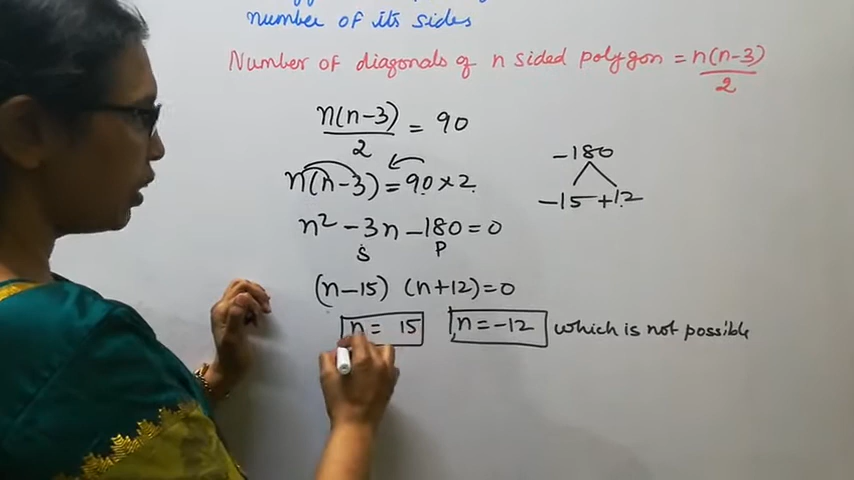 number of its sides
Number of diagonals of n sided polygon = n(n-3)/2
n(n-3)/2 = 90
n(n-3) = 90 x 2
n² - 3n - 180 = 0
S P
-180
-15 +12
(n-15) (n+12) = 0
n = 15 n = -12 which is not possible